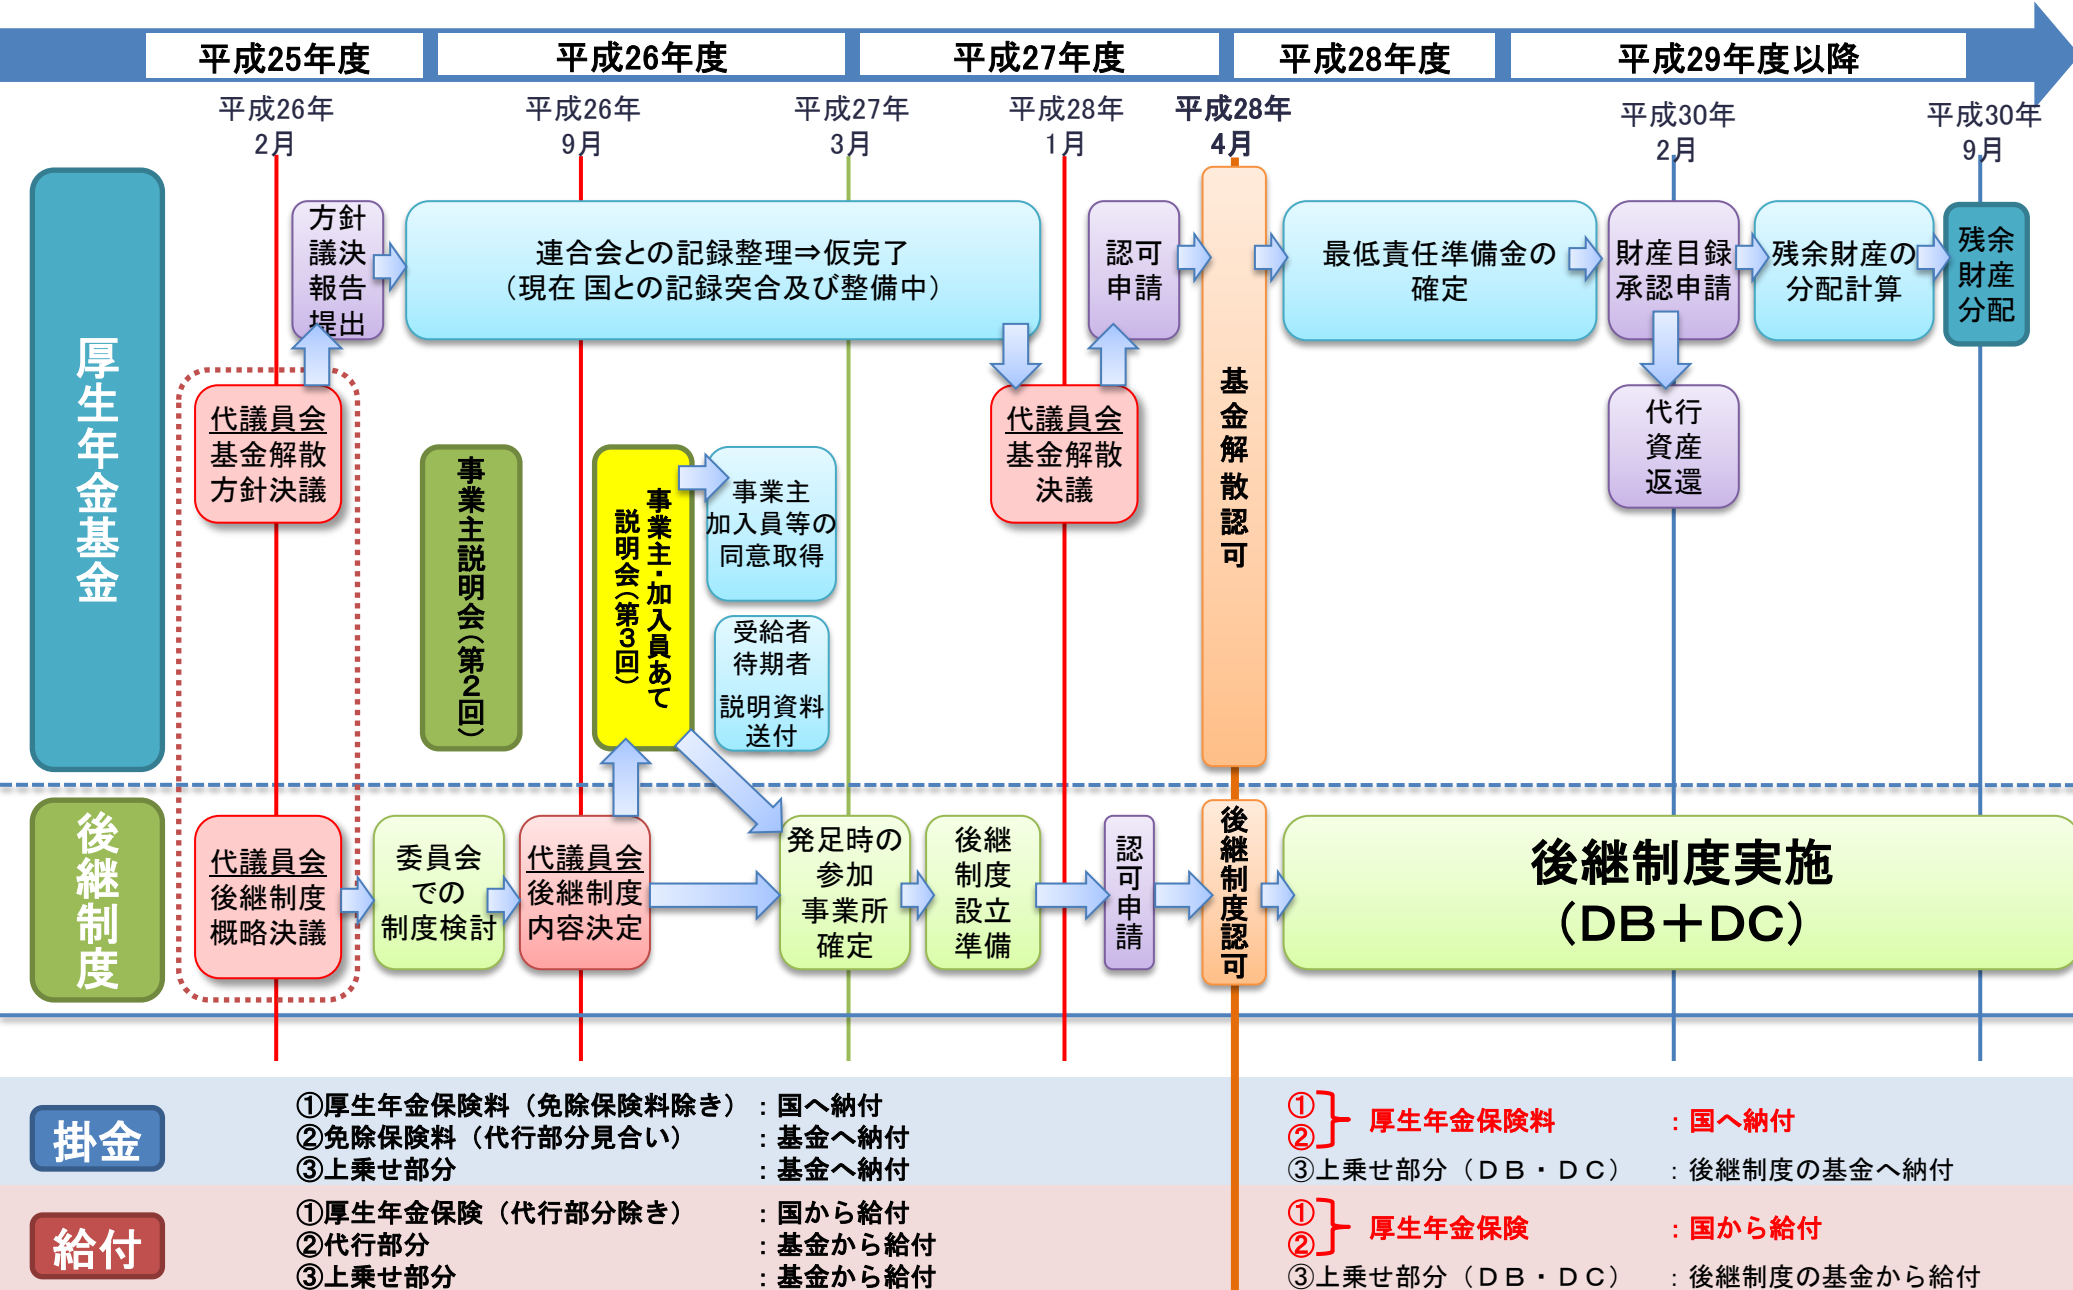 平成25年度
平成26年度
平成27年度
平成28年度
平成29年度以降
平成26年
2月
平成26年
9月
平成27年
3月
平成28年
1月
平成28年
4月
平成30年
2月
平成30年
9月
厚生年金基金
方針
議決
報告
提出
連合会との記録整理⇒仮完了
（現在 国との記録突合及び整備中）
認可
申請
最低責任準備金の
確定
財産目録
承認申請
残余財産の
分配計算
残余
財産
分配
代議員会
基金解散
方針決議
事業主説明会（第２回）
事業主・加入員あて
説明会（第３回）
事業主
加入員等の
同意取得
受給者
待期者
説明資料
送付
代議員会
基金解散
決議
基金解散認可
代行
資産
返還
後継制度
代議員会
後継制度
概略決議
委員会
での
制度検討
代議員会
後継制度
内容決定
発足時の
参加
事業所
確定
後継
制度
設立
準備
認可申請
後継制度認可
後継制度実施
（ＤＢ＋ＤＣ）
掛金
①厚生年金保険料（免除保険料除き）：国へ納付
②免除保険料（代行部分見合い）：基金へ納付
③上乗せ部分：基金へ納付
①
②
厚生年金保険料：国へ納付
③上乗せ部分（ＤＢ・ＤＣ）：後継制度の基金へ納付
給付
①厚生年金保険（代行部分除き）：国から給付
②代行部分：基金から給付
③上乗せ部分：基金から給付
①
②
厚生年金保険：国から給付
③上乗せ部分（ＤＢ・ＤＣ）：後継制度の基金から給付